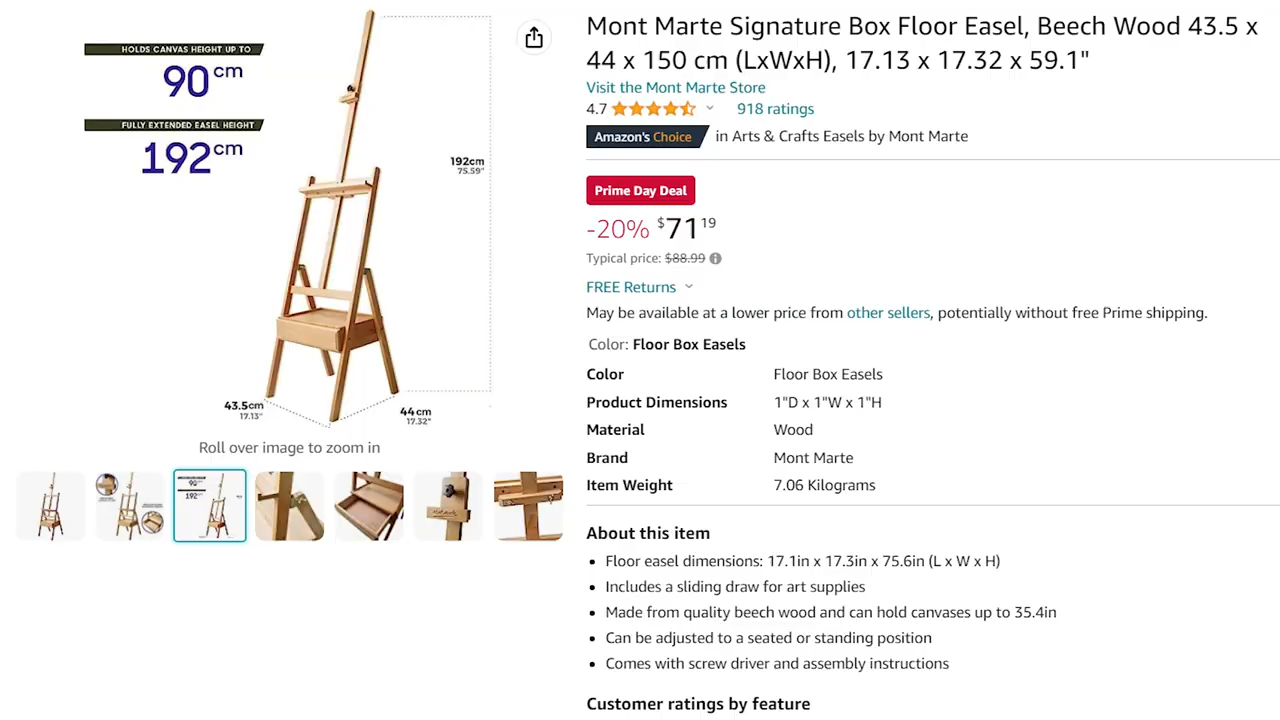 HOLDS CANVAS HEIGHT UP TO
90cm
FULLY EXTENDED EASEL HEIGHT
192cm
192cm
75.59"
43.5cm
17.13"
44cm
17.32"
Roll over image to zoom in
Mont Marte Signature Box Floor Easel, Beech Wood 43.5 x
44 x 150 cm (LxWxH), 17.13 x 17.32 x 59.1"
Visit the Mont Marte Store
4.7
918 ratings
Amazon's Choice in Arts & Crafts Easels by Mont Marte
Prime Day Deal
-20% $71 19
Typical price: $88.99
FREE Returns
May be available at a lower price from other sellers, potentially without free Prime shipping.
Color: Floor Box Easels
Color Floor Box Easels
Product Dimensions 1"D x 1"W x 1"H
Material Wood
Brand Mont Marte
Item Weight 7.06 Kilograms
About this item
• Floor easel dimensions: 17.1in x 17.3in x 75.6in (L x W x H)
• Includes a sliding draw for art supplies
• Made from quality beech wood and can hold canvases up to 35.4in
• Can be adjusted to a seated or standing position
• Comes with screw driver and assembly instructions
Customer ratings by feature